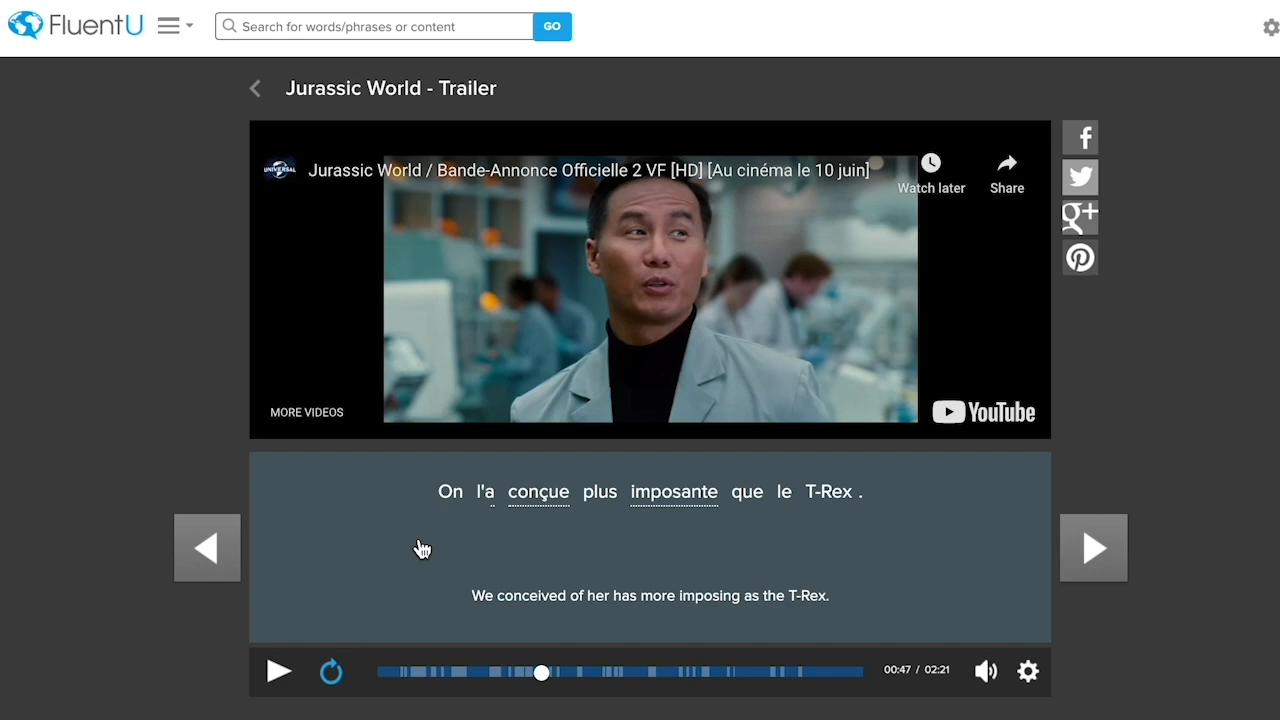 FluentU
Search for words/phrases or content
GO
Jurassic World - Trailer
UNIVERSAL
Jurassic World / Bande-Annonce Officielle 2 VF [HD] [Au cinéma le 10 juin]
Watch later
Share
f
g+
MORE VIDEOS
YouTube
On l'a conçue plus imposante que le T-Rex .
We conceived of her has more imposing as the T-Rex.
00:47 / 02:21